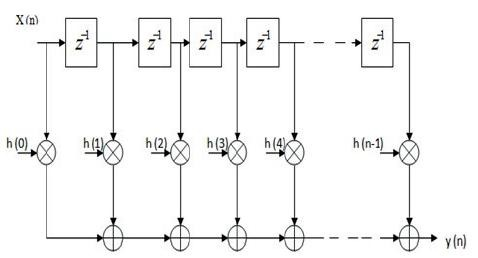 X (n)
z⁻¹ z⁻¹ z⁻¹ z⁻¹ z⁻¹
h (0) h (1) h (2) h (3) h (4) h (n-1)
y (n)